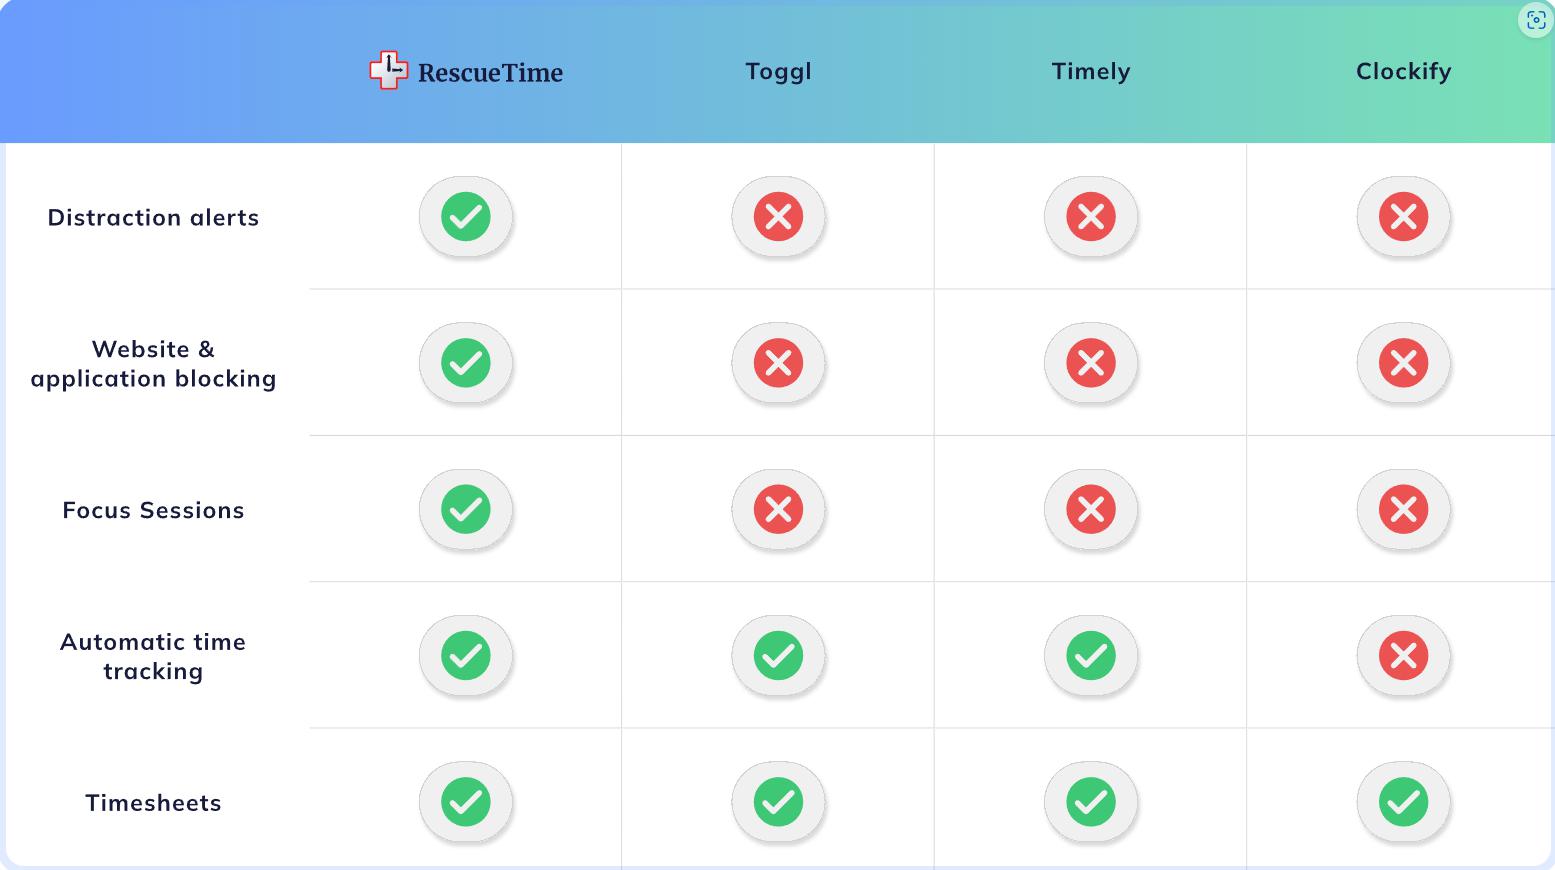 RescueTime
Toggl
Timely
Clockify
Distraction alerts
Website &
application blocking
Focus Sessions
Automatic time
tracking
Timesheets